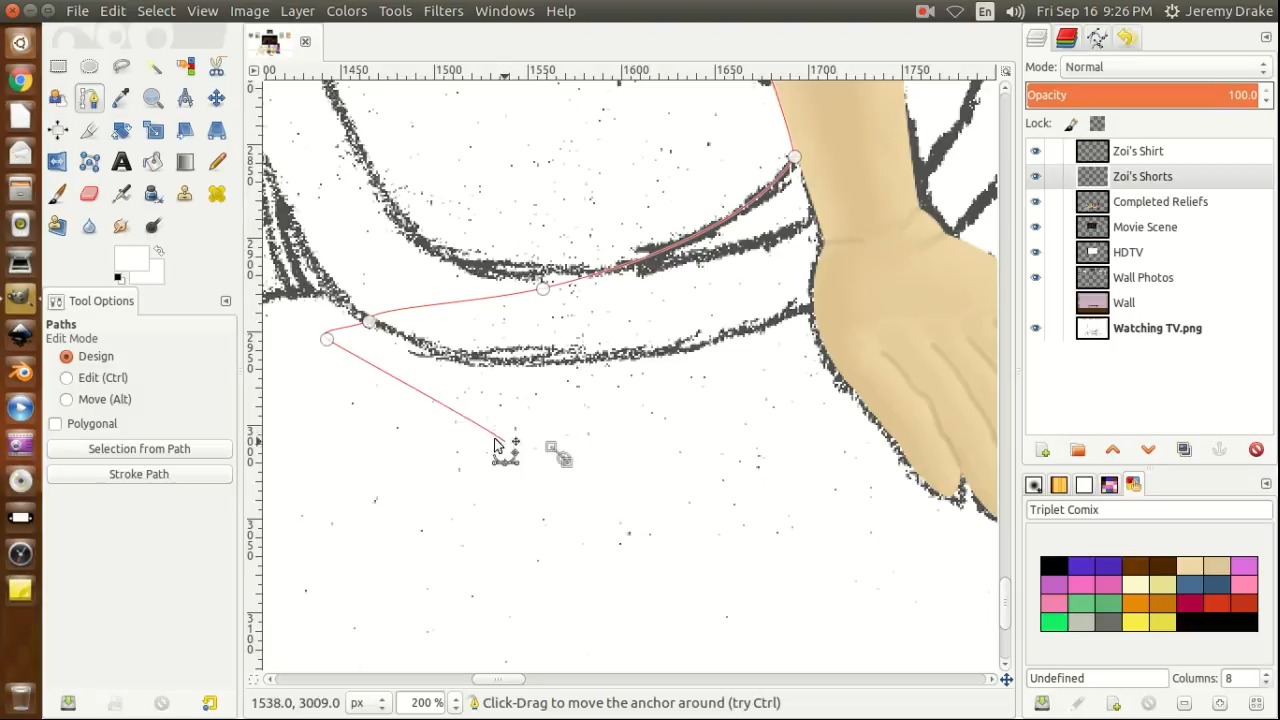 File Edit Select View Image Layer Colors Tools Filters Windows Help
En Fri Sep 16 9:26 PM Jeremy Drake
Tool Options
Paths
Edit Mode
Design
Edit (Ctrl)
Move (Alt)
Polygonal
Selection from Path
Stroke Path
00 1450 1500 1550 1600 1650 1700 1750
1538.0, 3009.0 px 200 % Click-Drag to move the anchor around (try Ctrl)
Mode: Normal
Opacity 100.0
Lock:
Zoi's Shirt
Zoi's Shorts
Completed Reliefs
Movie Scene
HDTV
Wall Photos
Wall
Watching TV.png
Triplet Comix
Undefined Columns: 8